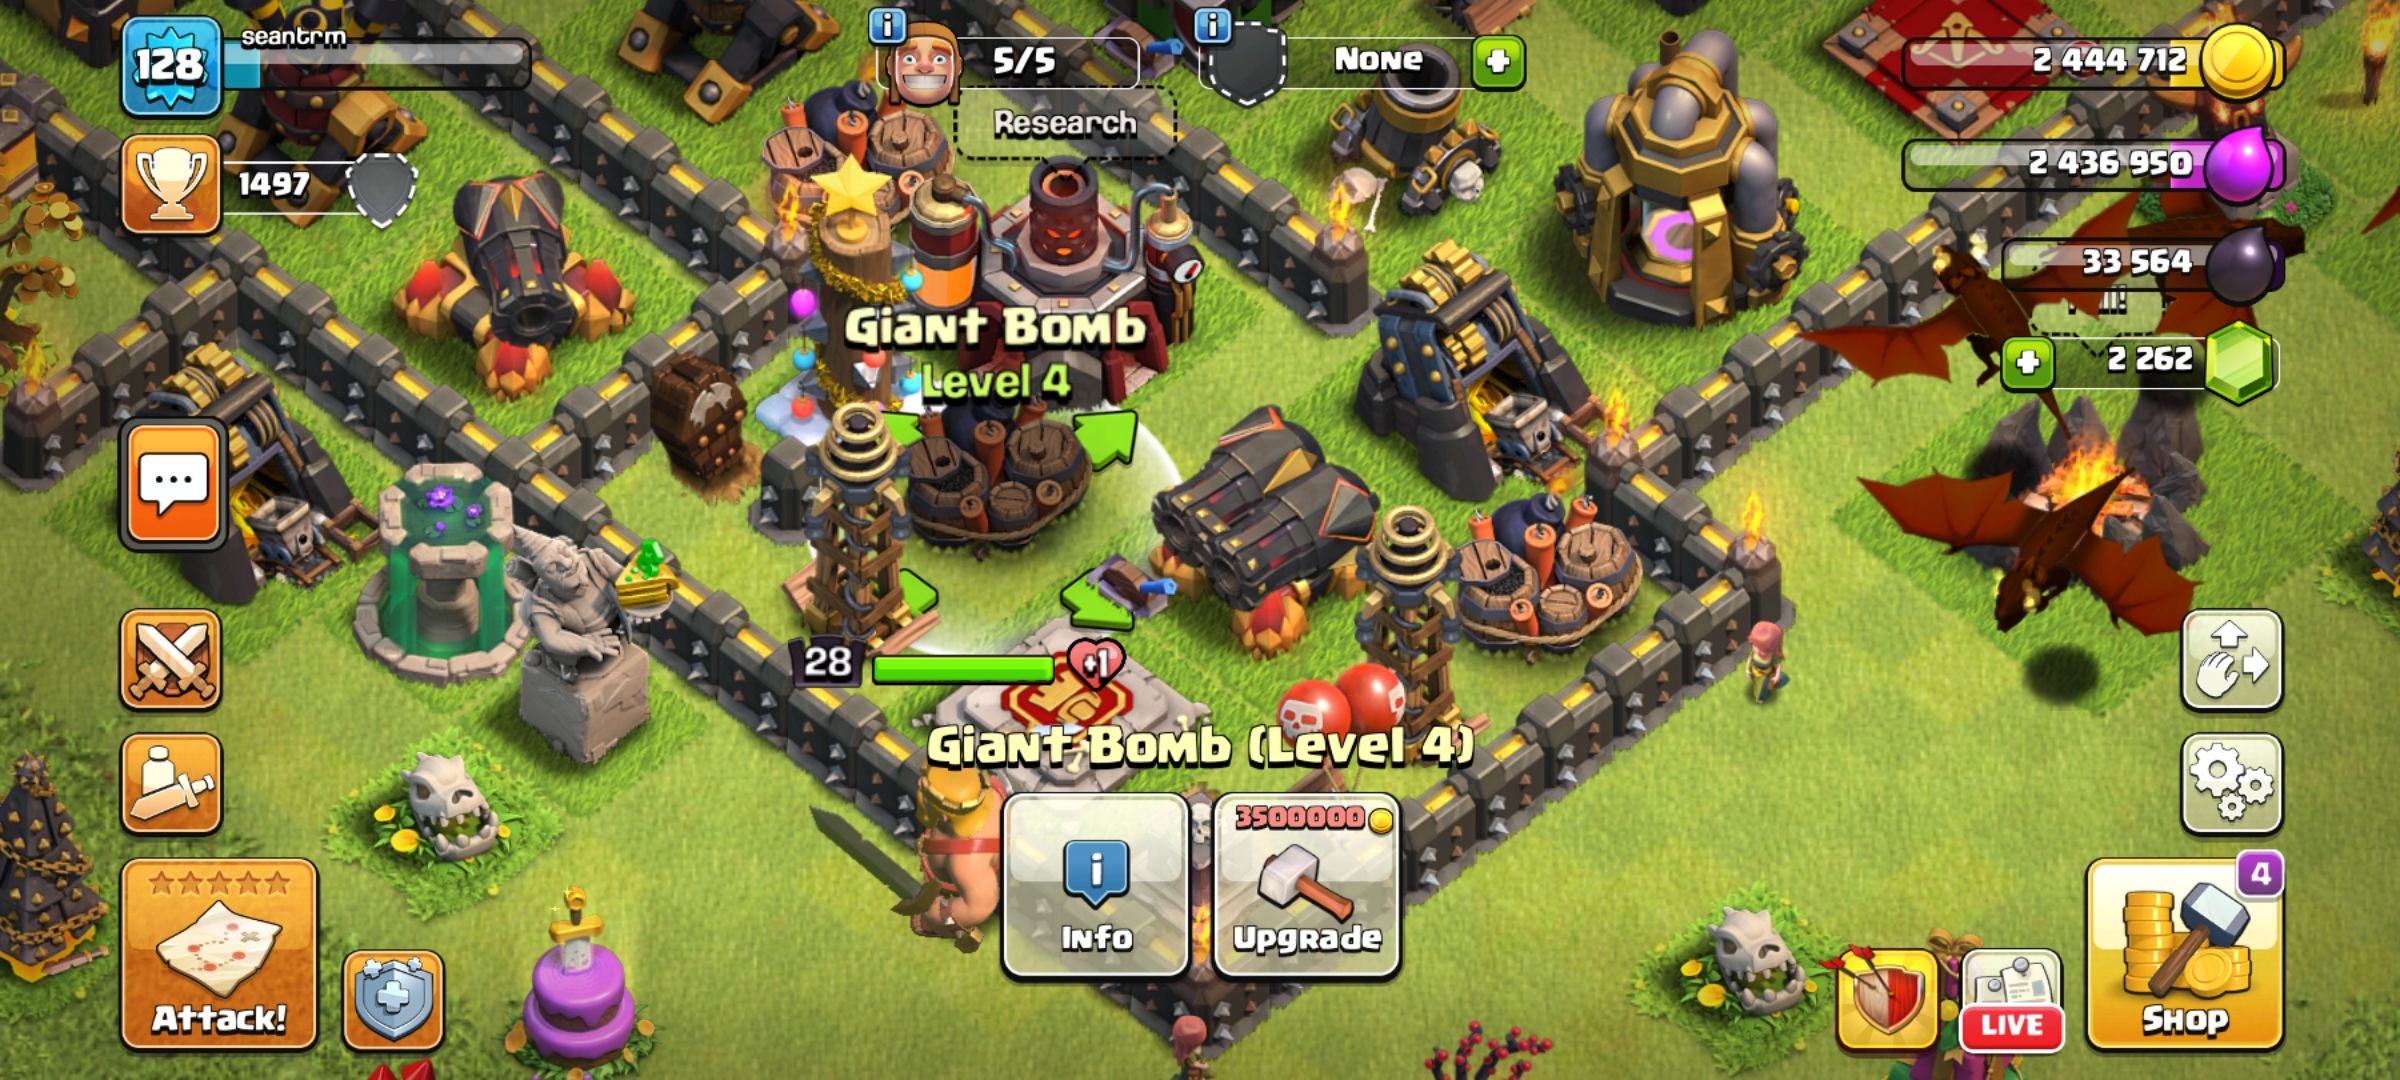 128
seantrm
5/5
None
2 444 712
Research
1497
2 436 950
33 564
2 262
Giant Bomb
Level 4
28
+1
Giant Bomb (Level 4)
3500000
Info
Upgrade
4
Attack!
LIVE
Shop